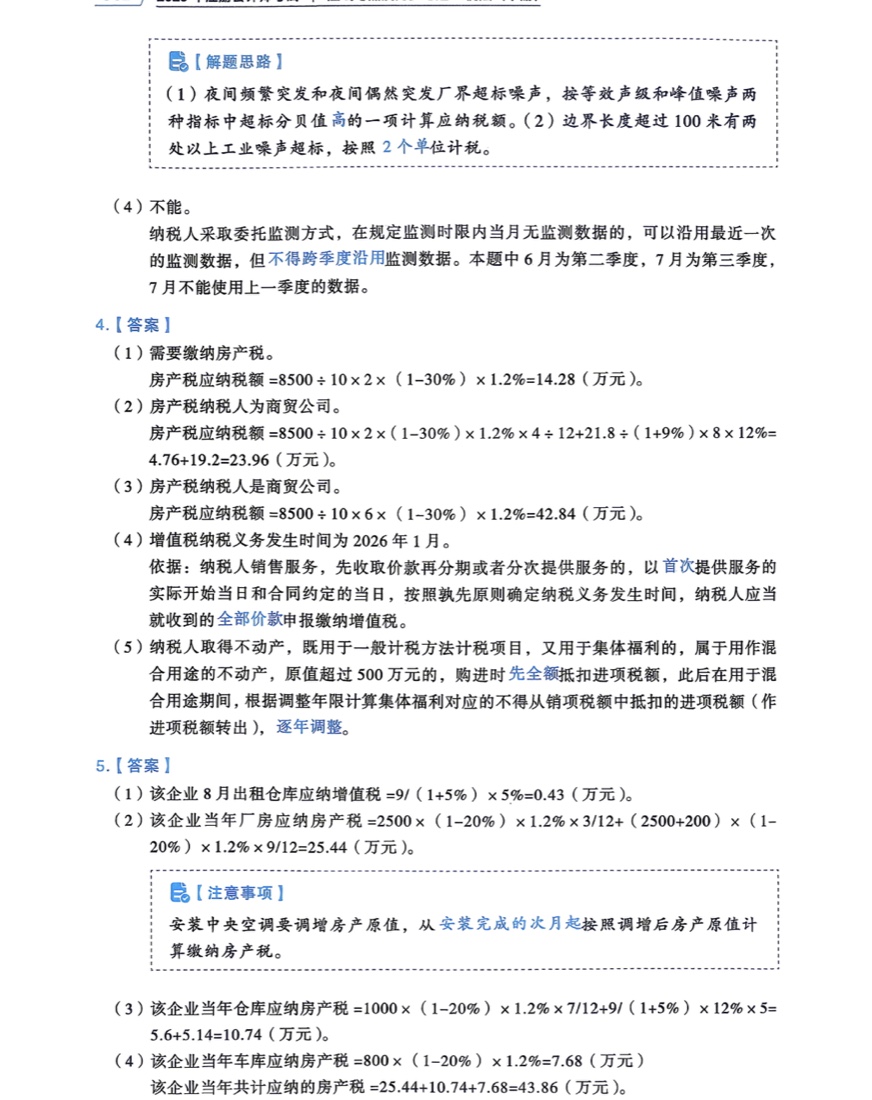 【解题思路】
（1）夜间频繁突发和夜间偶然突发厂界超标噪声，按等效声级和峰值噪声两
种指标中超标分贝值高的一项计算应纳税额。（2）边界长度超过 100 米有两
处以上工业噪声超标，按照 2 个单位计税。
（4）不能。
纳税人采取委托监测方式，在规定监测时限内当月无监测数据的，可以沿用最近一次
的监测数据，但不得跨季度沿用监测数据。本题中 6 月为第二季度，7 月为第三季度，
7 月不能使用上一季度的数据。
4.【答案】
（1）需要缴纳房产税。
房产税应纳税额 =8500÷10×2×（1-30%）×1.2%=14.28（万元）。
（2）房产税纳税人为商贸公司。
房产税应纳税额 =8500÷10×2×（1-30%）×1.2%×4÷12+21.8÷（1+9%）×8×12%=
4.76+19.2=23.96（万元）。
（3）房产税纳税人是商贸公司。
房产税应纳税额 =8500÷10×6×（1-30%）×1.2%=42.84（万元）。
（4）增值税纳税义务发生时间为 2026 年 1 月。
依据：纳税人销售服务，先收取价款再分期或者分次提供服务的，以首次提供服务的
实际开始当日和合同约定的当日，按照孰先原则确定纳税义务发生时间，纳税人应当
就收到的全部价款申报缴纳增值税。
（5）纳税人取得不动产，既用于一般计税方法计税项目，又用于集体福利的，属于用作混
合用途的不动产，原值超过 500 万元的，购进时先全额抵扣进项税额，此后在用于混
合用途期间，根据调整年限计算集体福利对应的不得从销项税额中抵扣的进项税额（作
进项税额转出），逐年调整。
5.【答案】
（1）该企业 8 月出租仓库应纳增值税 =9/（1+5%）×5%=0.43（万元）。
（2）该企业当年厂房应纳房产税 =2500×（1-20%）×1.2%×3/12+（2500+200）×（1-
20%）×1.2%×9/12=25.44（万元）。
【注意事项】
安装中央空调要调增房产原值，从安装完成的次月起按照调增后房产原值计
算缴纳房产税。
（3）该企业当年仓库应纳房产税 =1000×（1-20%）×1.2%×7/12+9/（1+5%）×12%×5=
5.6+5.14=10.74（万元）。
（4）该企业当年车库应纳房产税 =800×（1-20%）×1.2%=7.68（万元）
该企业当年共计应纳的房产税 =25.44+10.74+7.68=43.86（万元）。